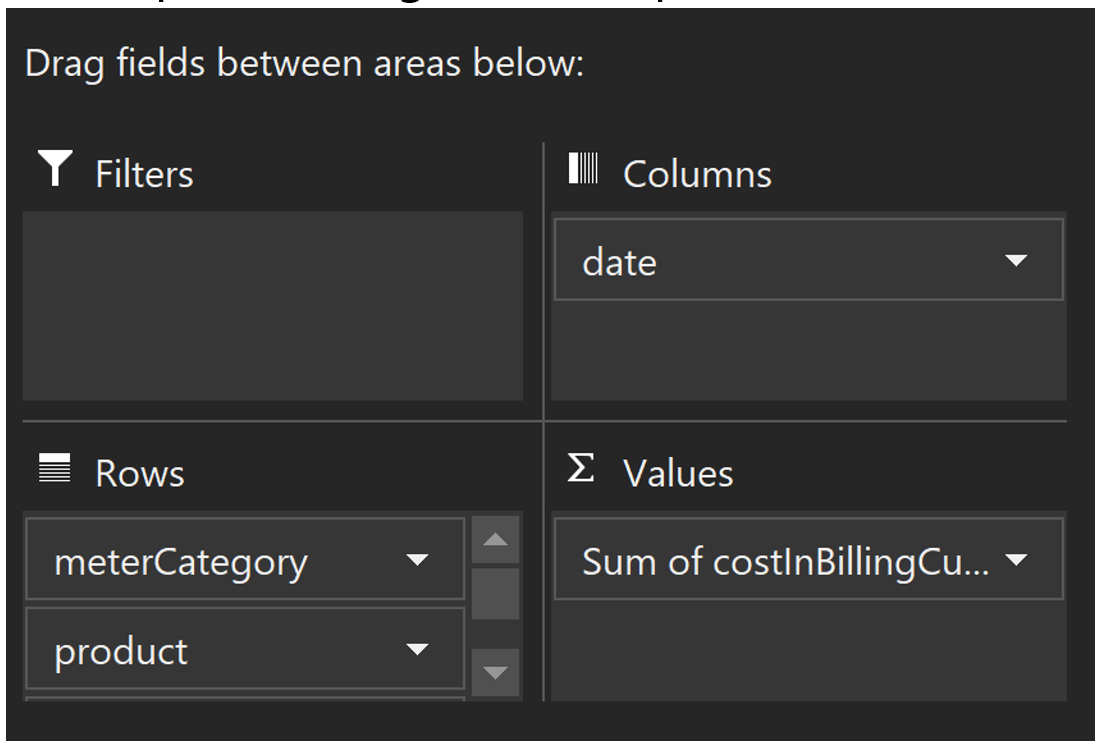 Drag fields between areas below:
Filters
Columns
date
Rows
Σ Values
meterCategory
Sum of costInBillingCu...
product